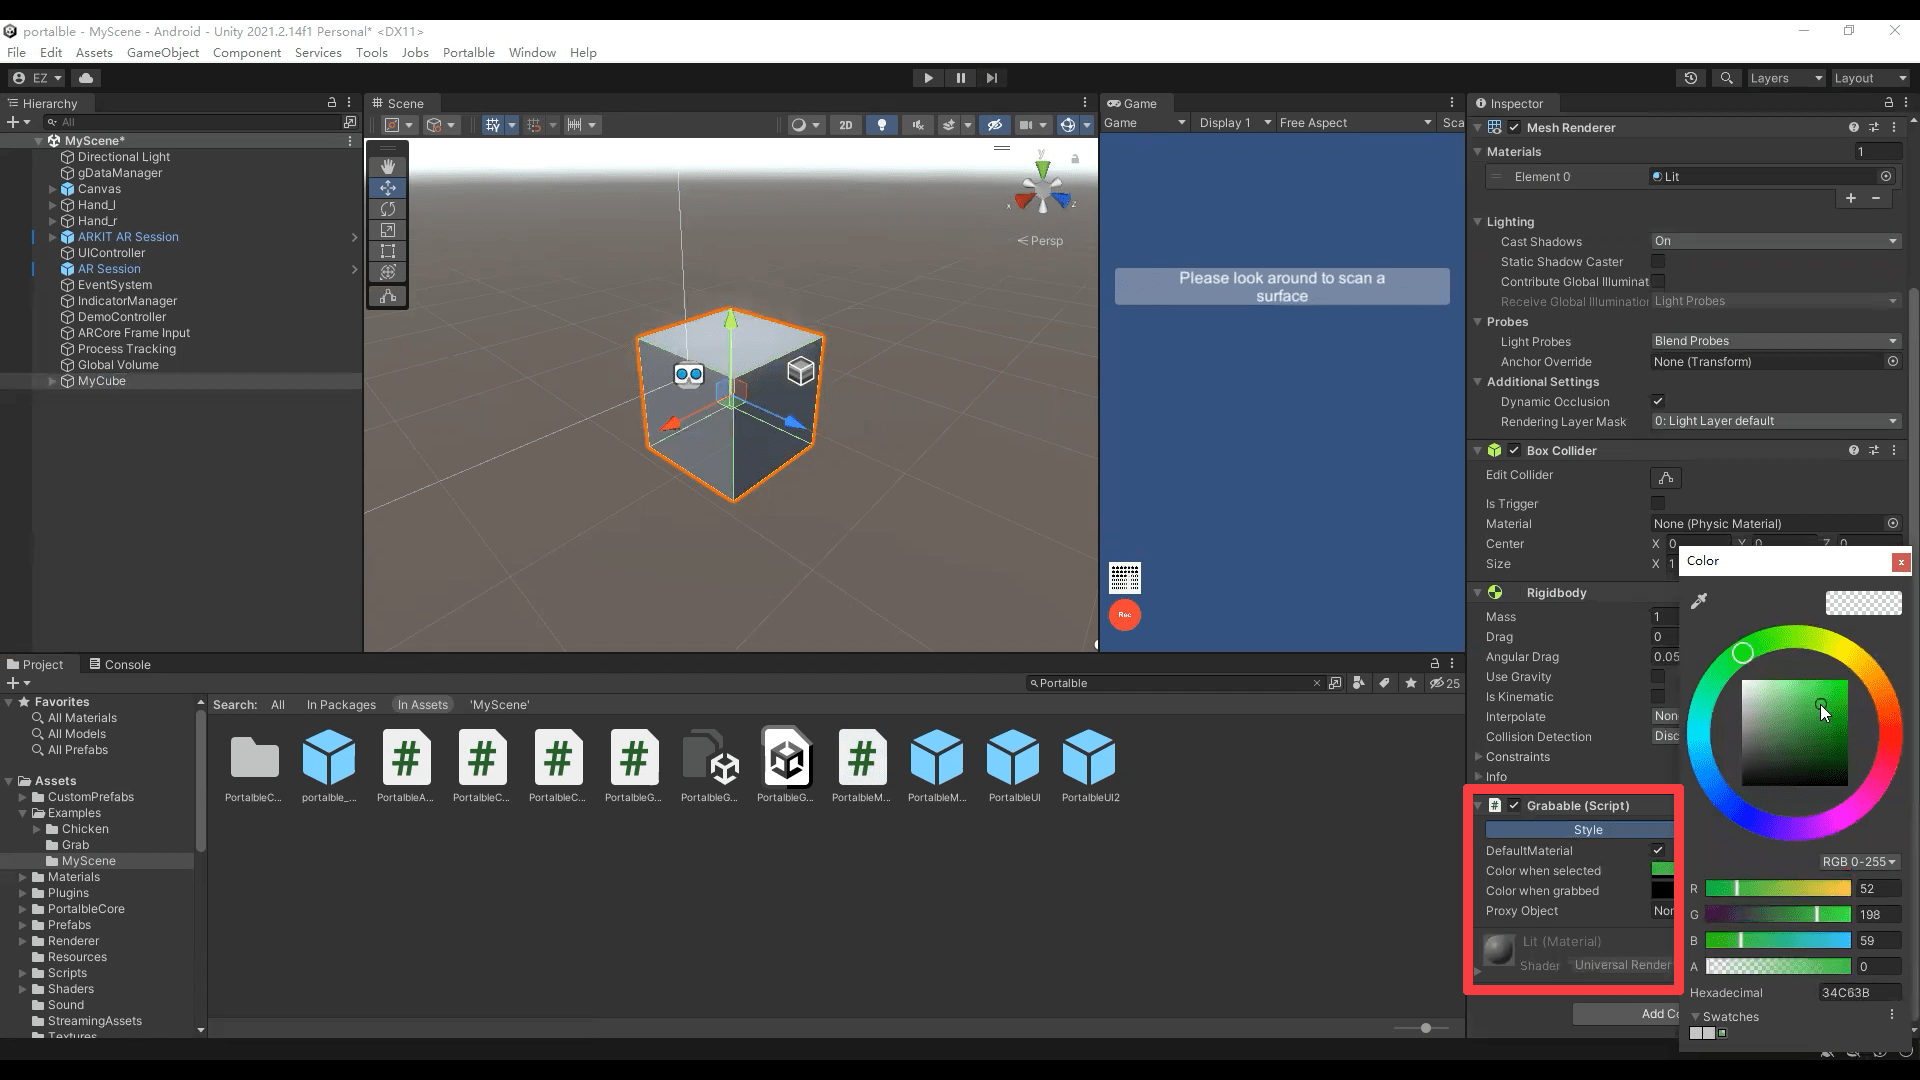 portalble - MyScene - Android - Unity 2021.2.14f1 Personal* <DX11>
File Edit Assets GameObject Component Services Tools Jobs Portalble Window Help
EZ
Layers
Layout
Hierarchy
All
MyScene*
Directional Light
gDataManager
Canvas
Hand_l
Hand_r
ARKIT AR Session
UIController
AR Session
EventSystem
IndicatorManager
DemoController
ARCore Frame Input
Process Tracking
Global Volume
MyCube
Scene
2D
y
x
z
Persp
Game
Game Display 1 Free Aspect Sca
Please look around to scan a
surface
Rec
Inspector
Mesh Renderer
Materials 1
Element 0 Lit
Lighting
Cast Shadows On
Static Shadow Caster
Contribute Global Illuminat
Receive Global Illumination Light Probes
Probes
Light Probes Blend Probes
Anchor Override None (Transform)
Additional Settings
Dynamic Occlusion
Rendering Layer Mask 0: Light Layer default
Box Collider
Edit Collider
Is Trigger
Material None (Physic Material)
Center X 0 Y 0 Z 0
Size X 1
Rigidbody
Mass 1
Drag 0
Angular Drag 0.05
Use Gravity
Is Kinematic
Interpolate Non
Collision Detection Disc
Constraints
Info
Grabable (Script)
Style
DefaultMaterial
Color when selected
Color when grabbed
Proxy Object Nor
Lit (Material)
Shader Universal Render
Add Co
Color
x
RGB 0-255
R 52
G 198
B 59
A 0
Hexadecimal 34C63B
Swatches
Project Console
Portalble
25
Favorites
All Materials
All Models
All Prefabs
Assets
CustomPrefabs
Examples
Chicken
Grab
MyScene
Materials
Plugins
PortalbleCore
Prefabs
Renderer
Resources
Scripts
Shaders
Sound
StreamingAssets
Textures
Search: All In Packages In Assets 'MyScene'
PortalbleC... portable_... PortalbleA... PortalbleC... PortalbleC... PortalbleG... PortalbleG... PortalbleG... PortalbleM... PortalbleM... PortalbleUI PortalbleUI2